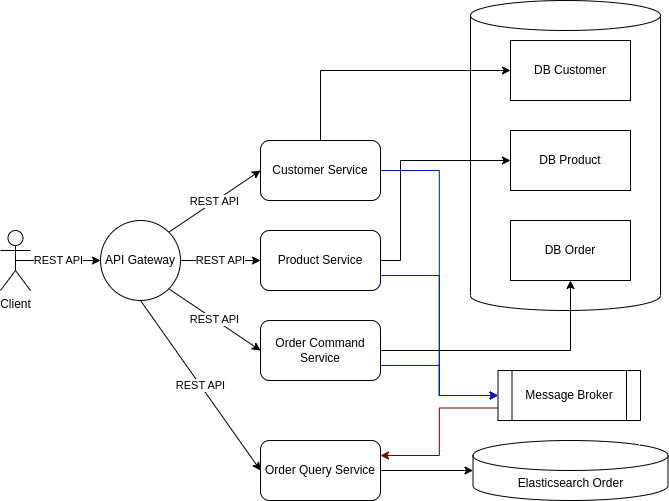 DB Customer
REST API
Customer Service
DB Product
REST API
API Gateway
REST API
Product Service
DB Order
Client
REST API
Order Command
Service
REST API
Message Broker
Order Query Service
Elasticsearch Order